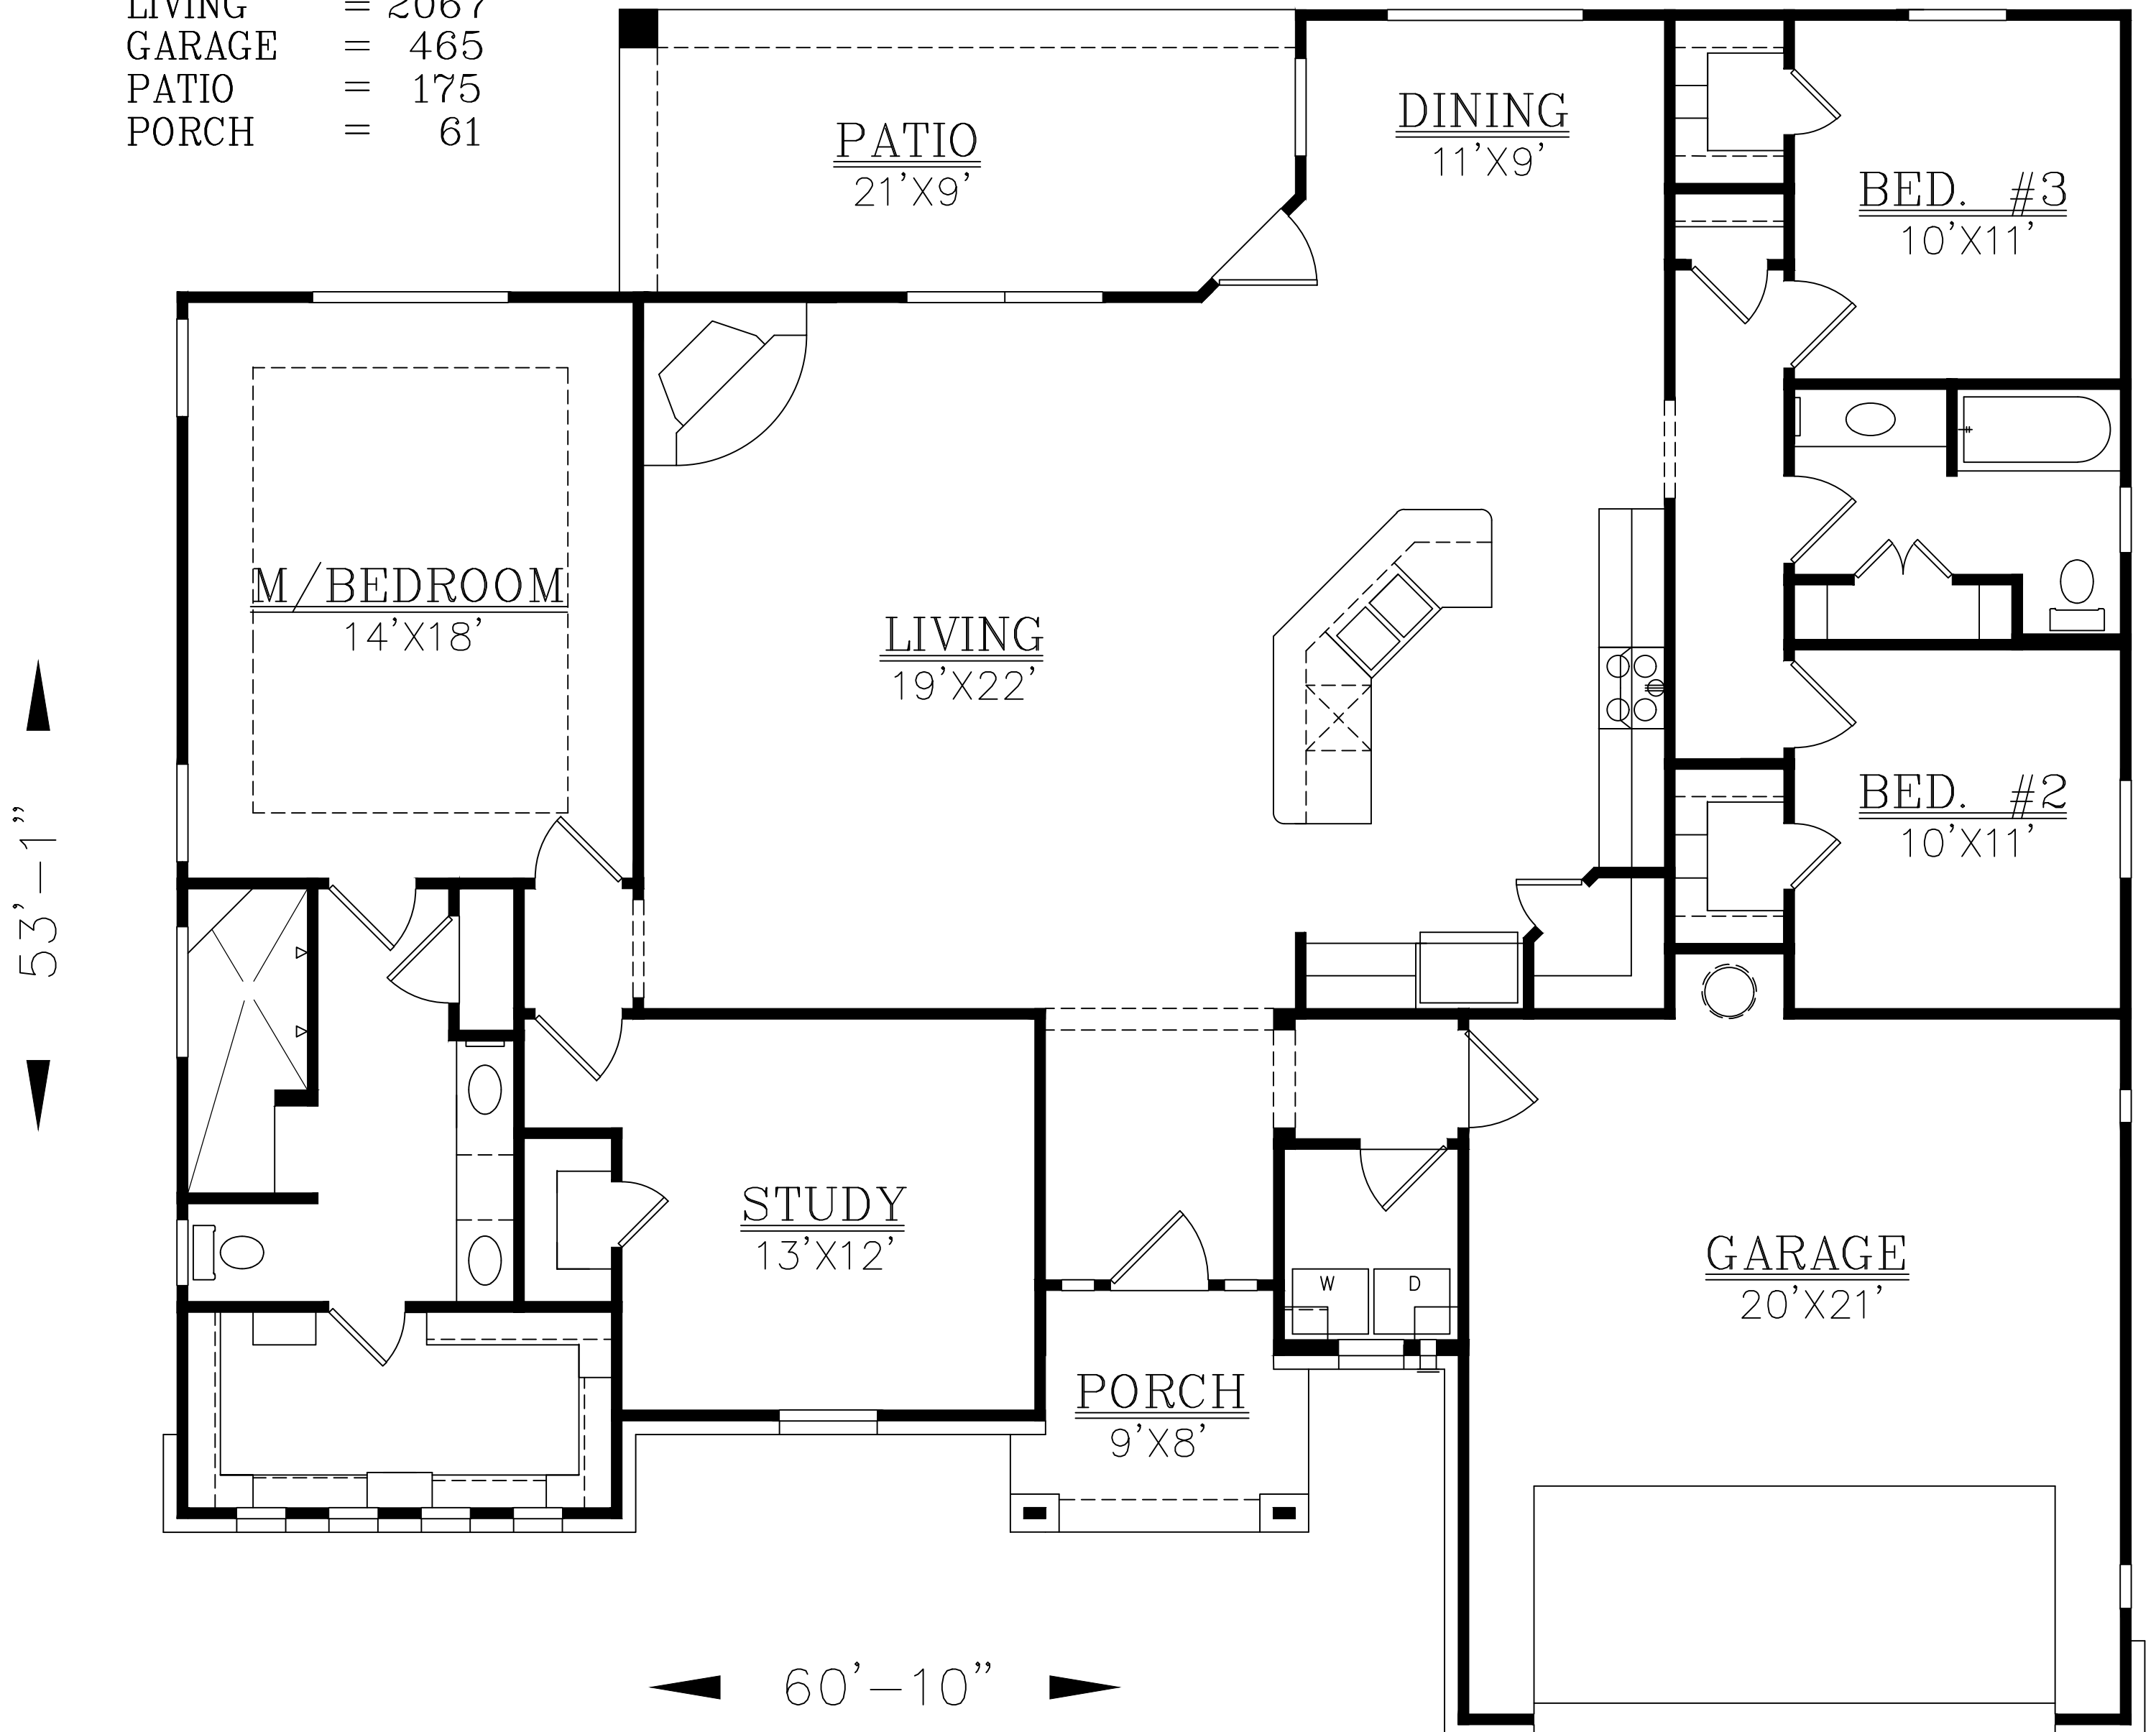 LIVING = 2067
GARAGE = 465
PATIO = 175
PORCH = 61
PATIO
21'X9'
DINING
11'X9'
BED. #3
10'X11'
M/BEDROOM
14'X18'
LIVING
19'X22'
BED. #2
10'X11'
53'-1"
STUDY
13'X12'
W
D
GARAGE
20'X21'
PORCH
9'X8'
60'-10"